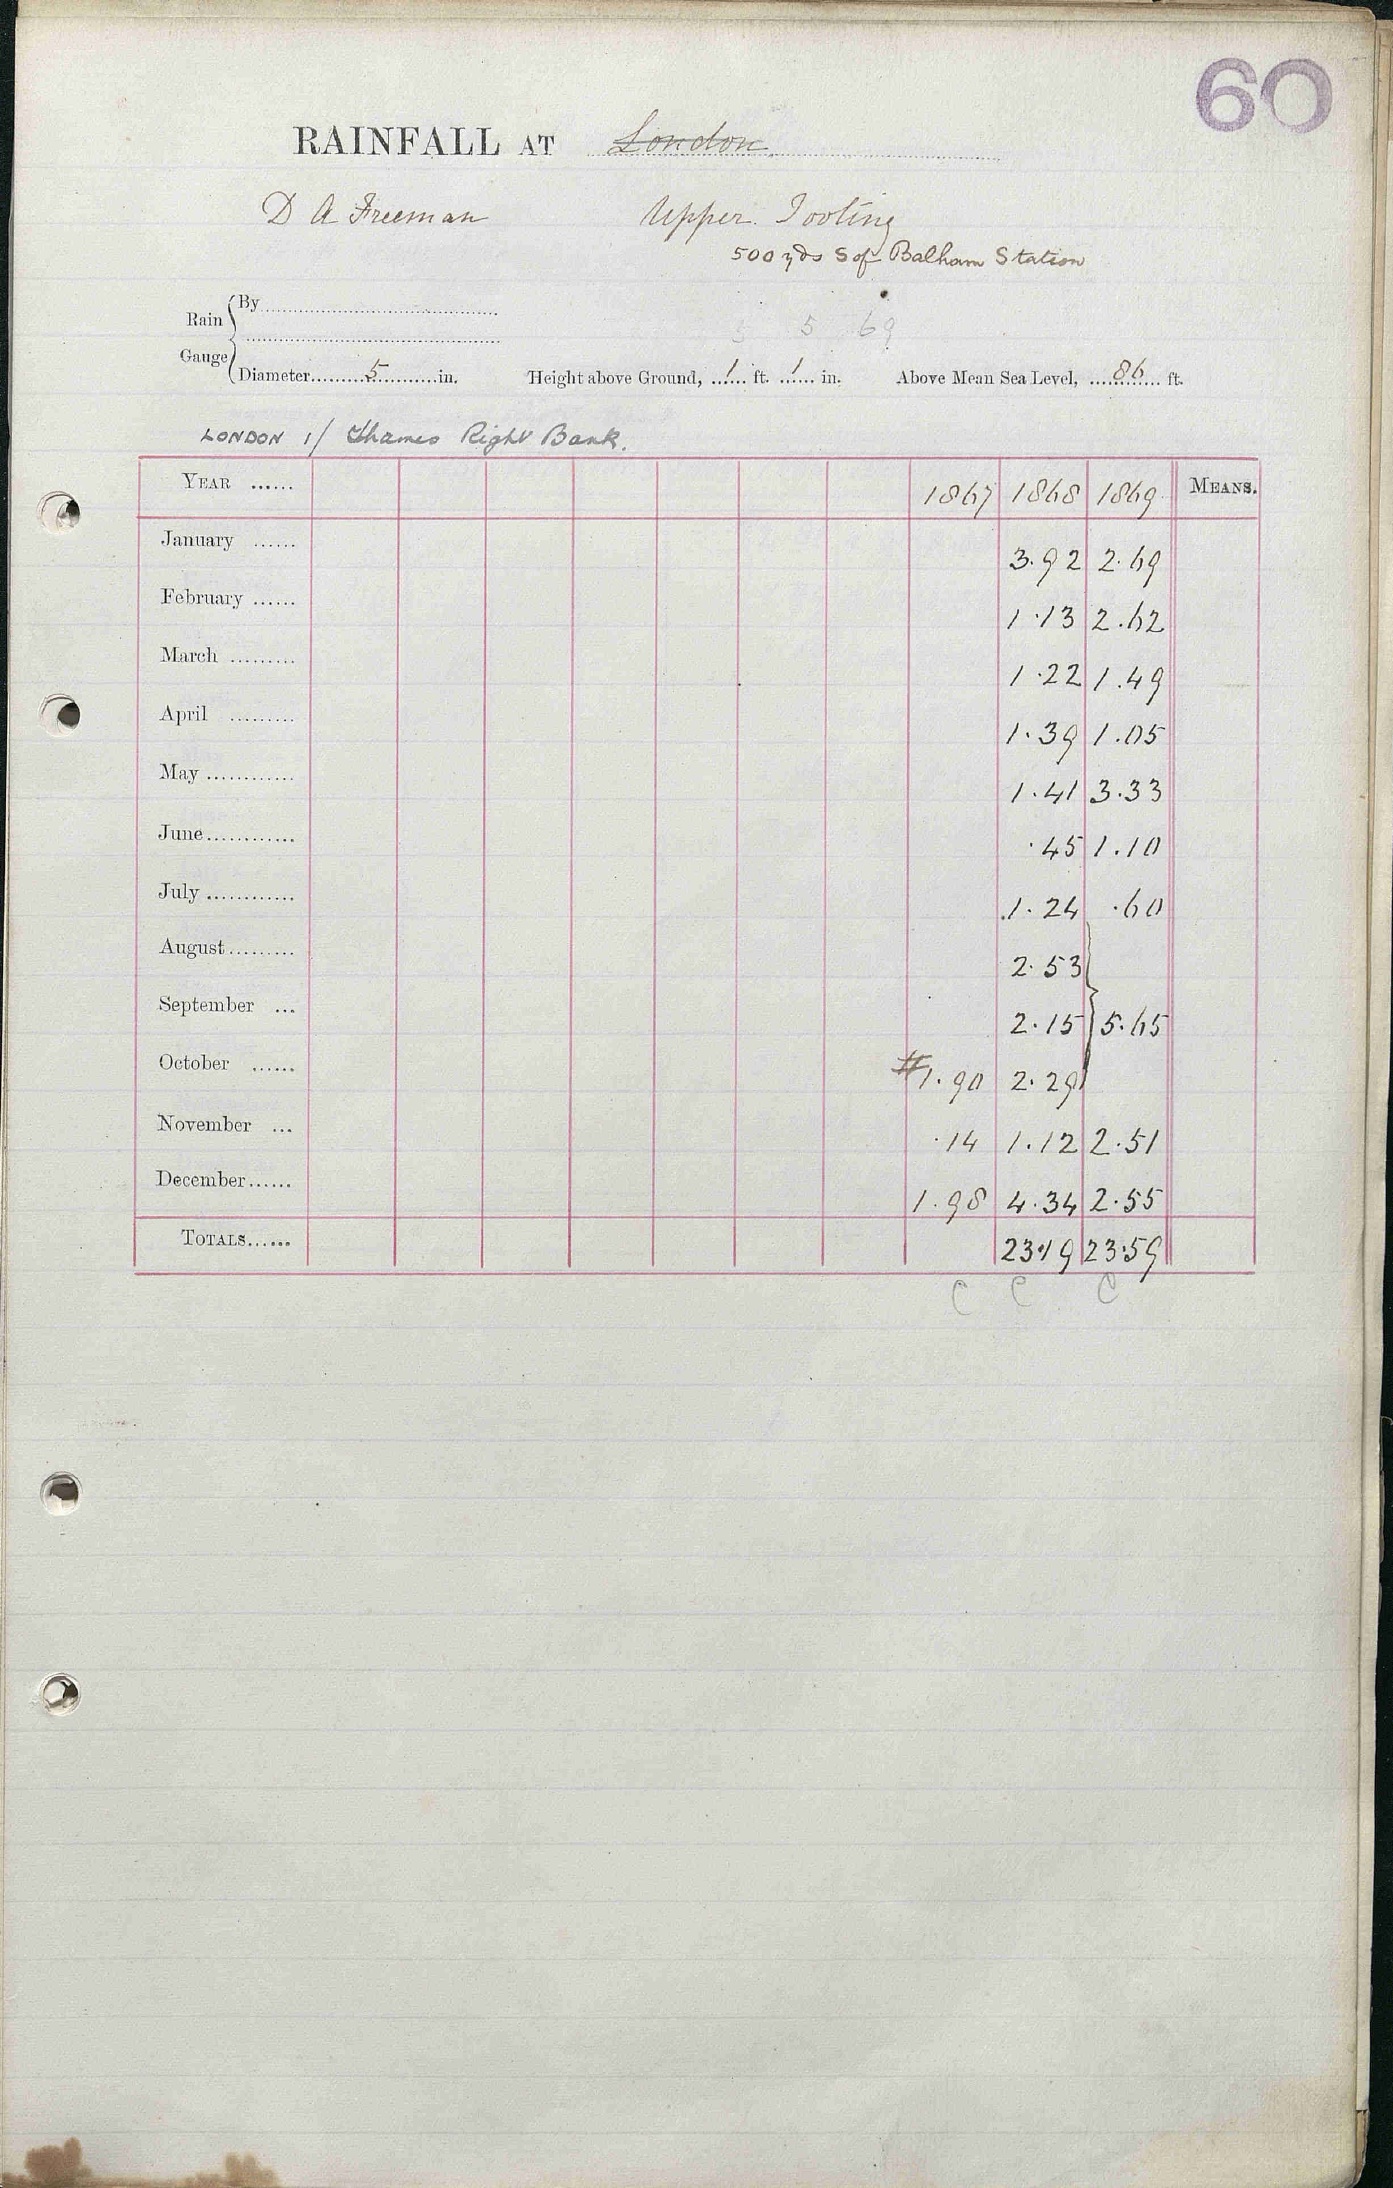 60
RAINFALL AT London
D A Freeman Upper Tooting
500 yds S of Balham Station
Rain Gauge { By
5 5 69
Diameter 5 in. Height above Ground, 1 ft. 1 in. Above Mean Sea Level, 86 ft.
LONDON 1/ Thames Right Bank.
YEAR ...... 1867 1868 1869 MEANS.
January ...... 3.92 2.69
February ...... 1.13 2.62
March ......... 1.22 1.49
April ......... 1.39 1.05
May ............ 1.41 3.33
June ............ .45 1.10
July ............ 1.24 .60
August ......... 2.53
September ... 2.15 } 5.65
October ...... #1.90 2.29
November ... .14 1.12 2.51
December ...... 1.98 4.34 2.55
TOTALS ...... 23.19 23.59
C C C